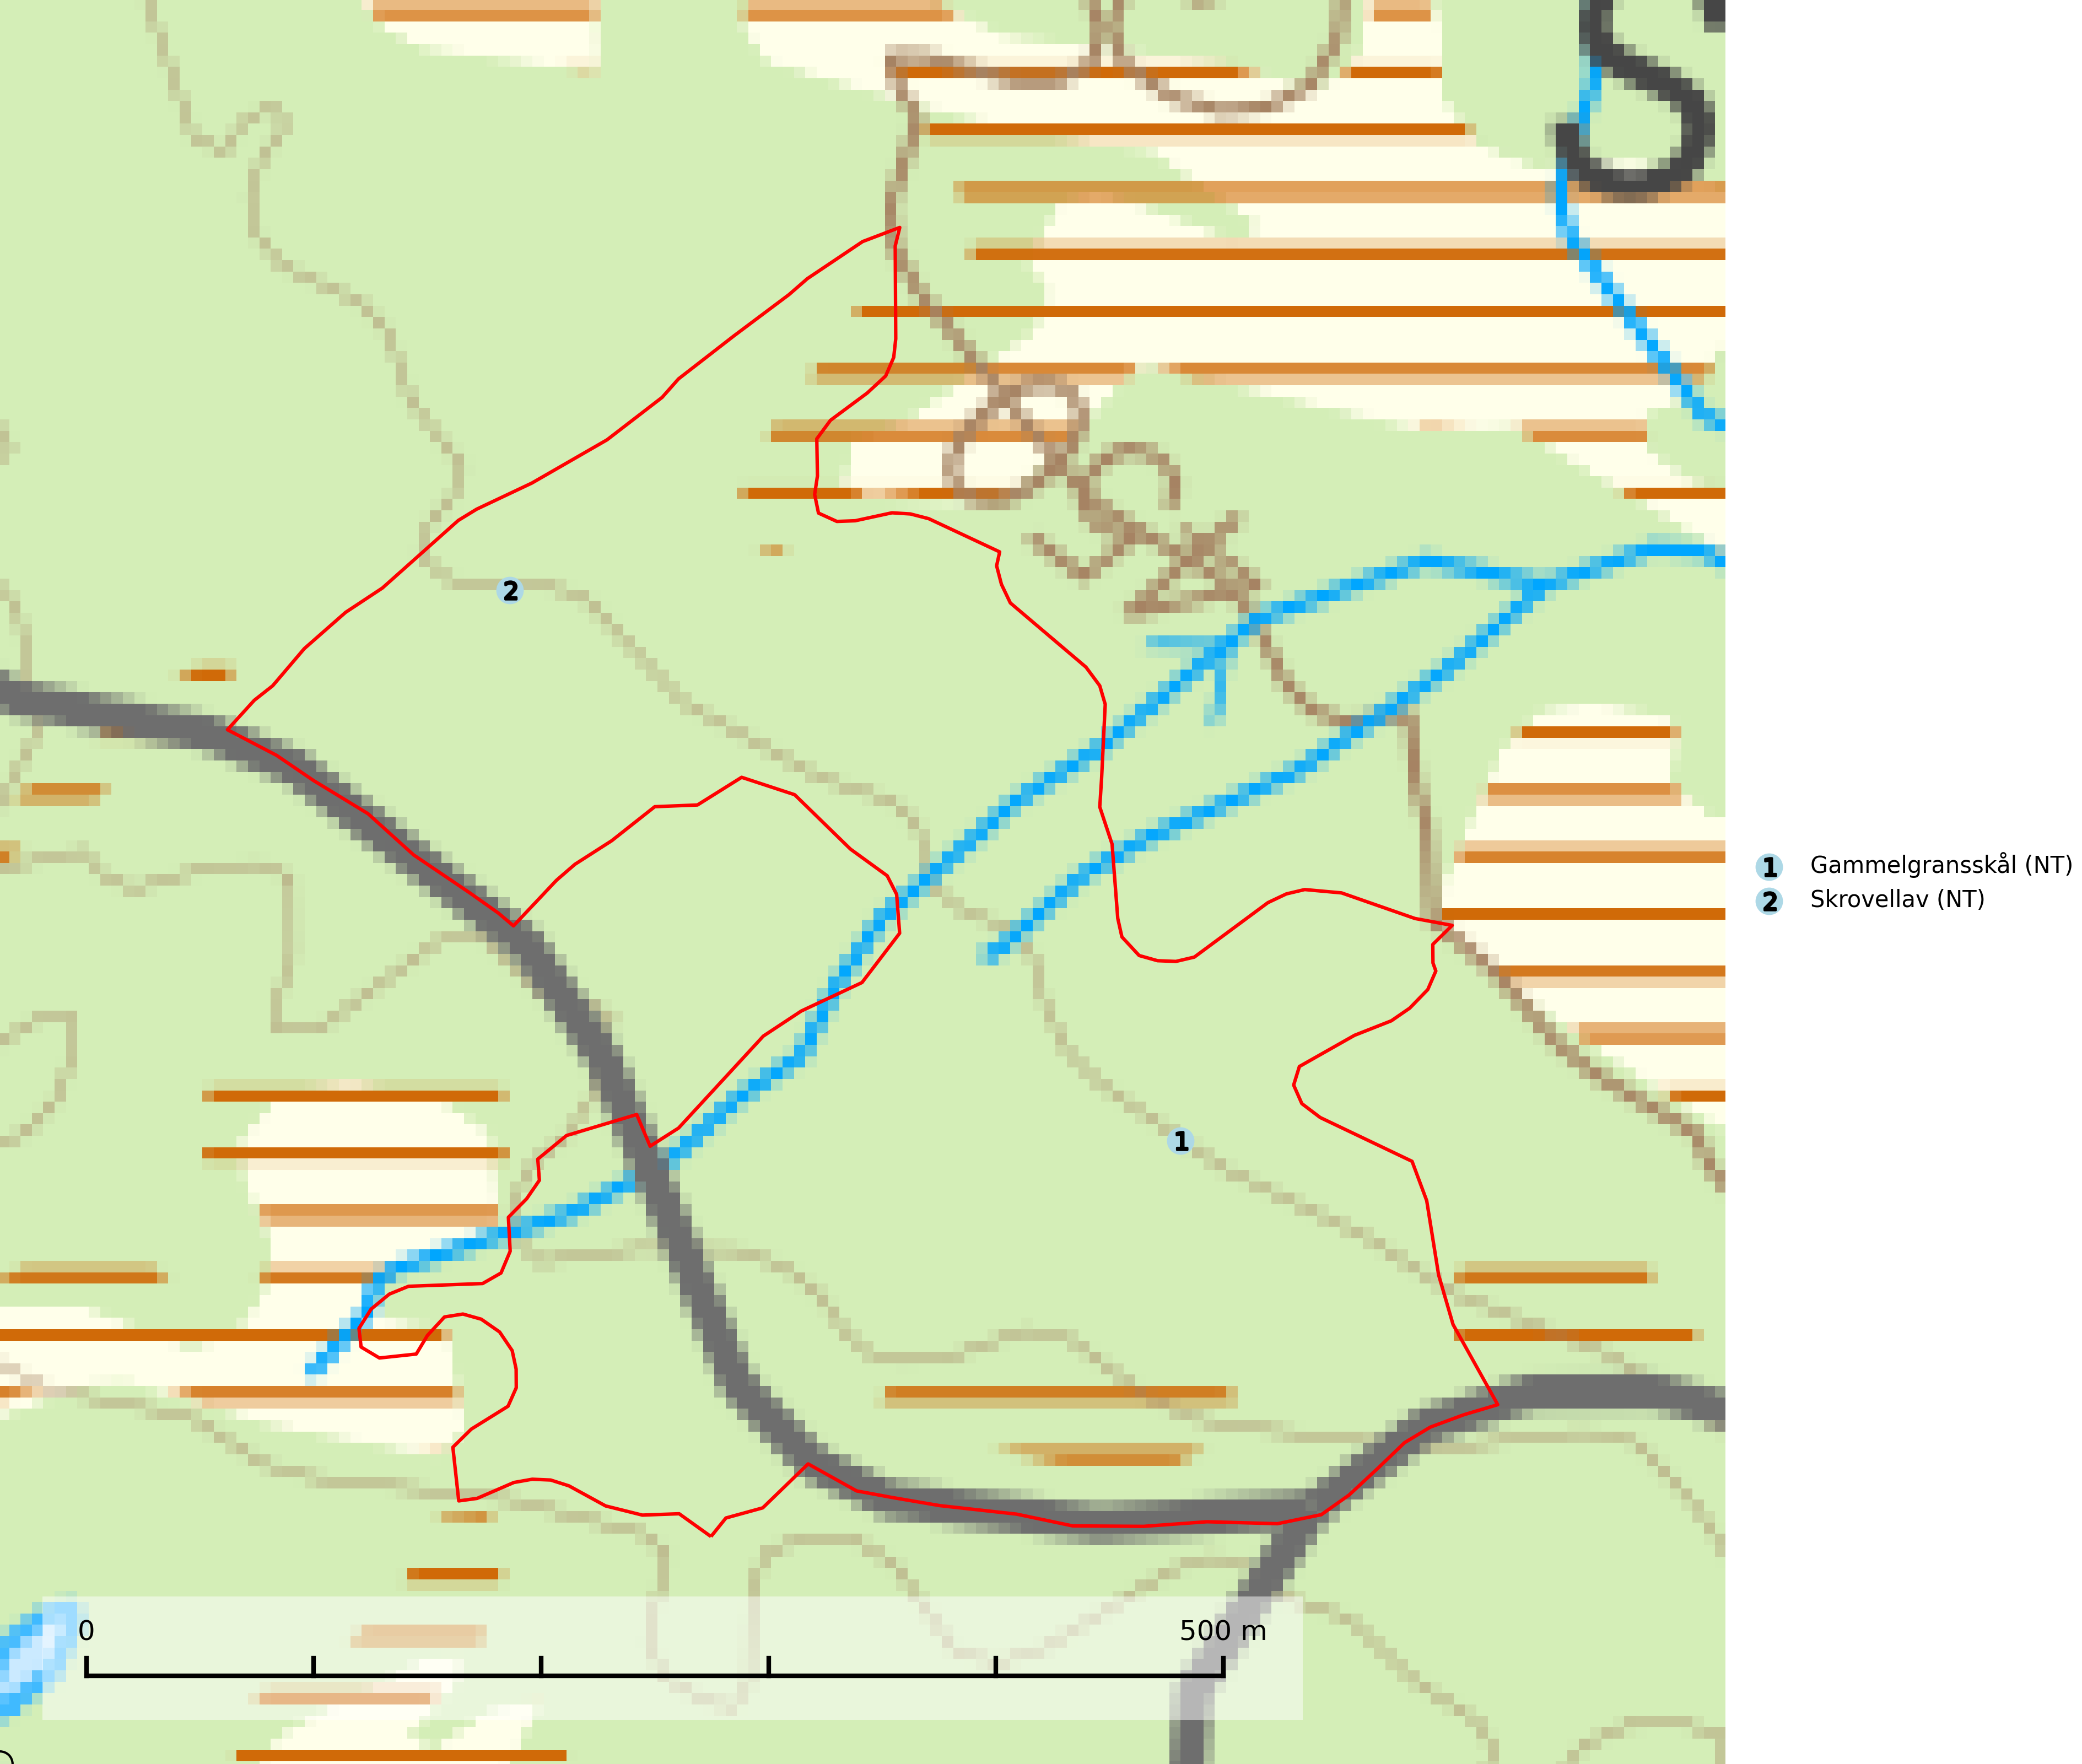 2
1
1 Gammelgransskål (NT)
2 Skrovellav (NT)
0 500 m